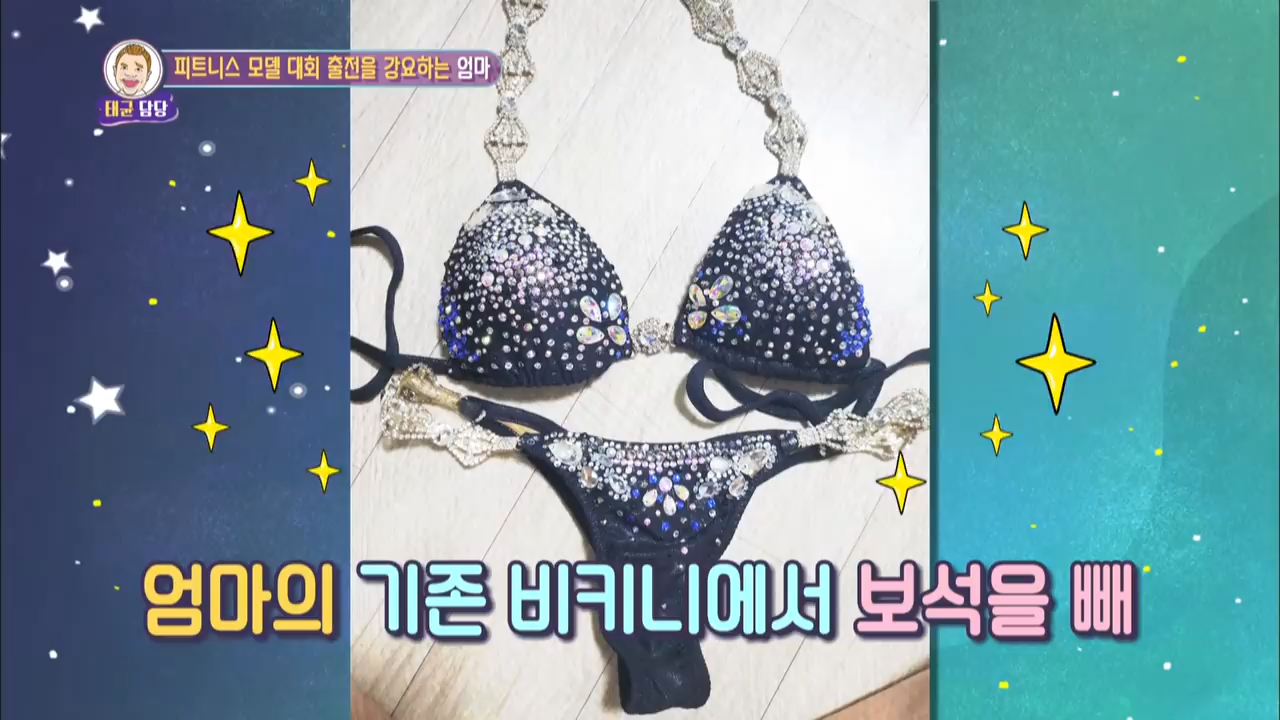 피트니스 모델 대회 출전을 강요하는 엄마
태균 담당
엄마의 기존 비키니에서 보석을 빼